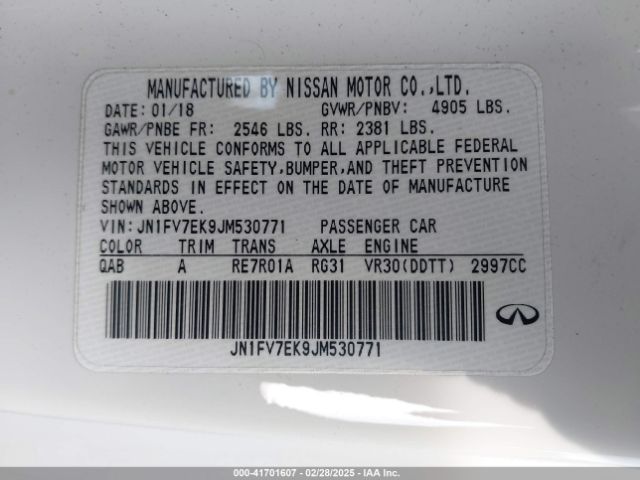 MANUFACTURED BY NISSAN MOTOR CO.,LTD.
DATE: 01/18 GVWR/PNBV: 4905 LBS.
GAWR/PNBE FR: 2546 LBS. RR: 2381 LBS.
THIS VEHICLE CONFORMS TO ALL APPLICABLE FEDERAL
MOTOR VEHICLE SAFETY,BUMPER,AND THEFT PREVENTION
STANDARDS IN EFFECT ON THE DATE OF MANUFACTURE
SHOWN ABOVE.
VIN: JN1FV7EK9JM530771 PASSENGER CAR
COLOR TRIM TRANS AXLE ENGINE
QAB A RE7R01A RG31 VR30(DDTT) 2997CC
JN1FV7EK9JM530771
000-41701607 - 02/28/2025 - IAAI.COM